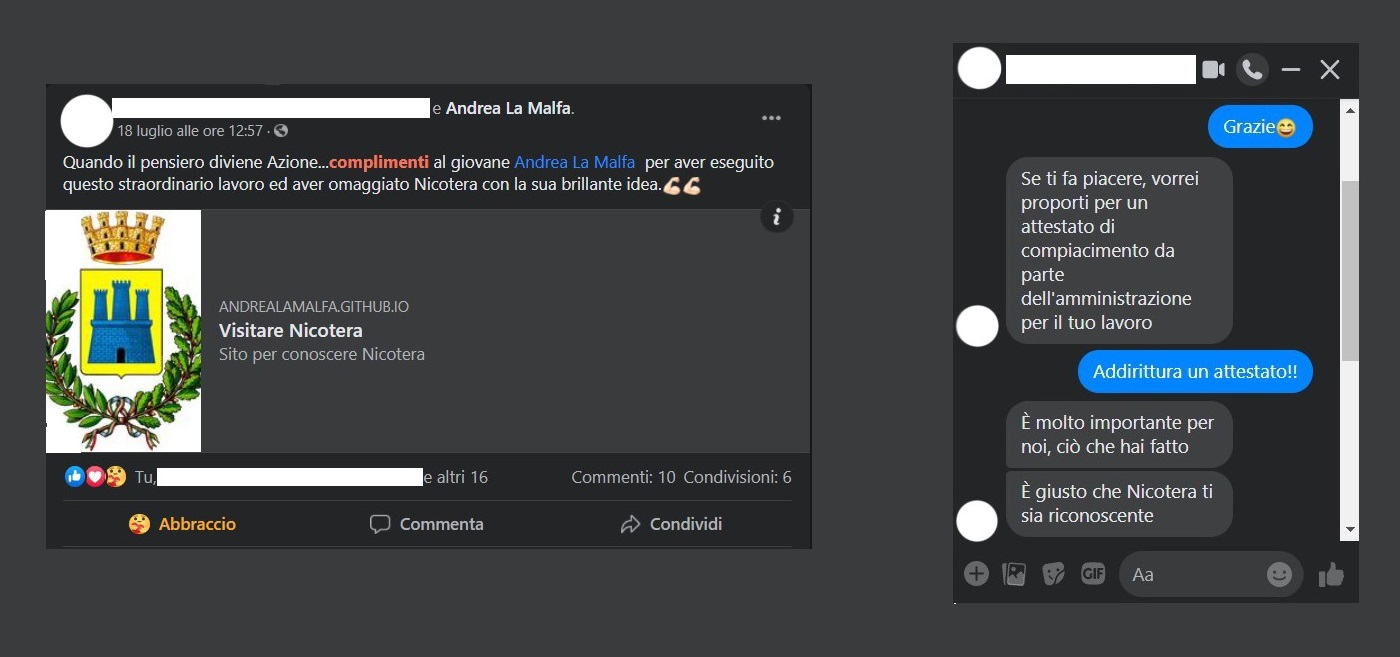 e Andrea La Malfa.
18 luglio alle ore 12:57 ·
Quando il pensiero diviene Azione...complimenti al giovane Andrea La Malfa per aver eseguito
questo straordinario lavoro ed aver omaggiato Nicotera con la sua brillante idea.💪🏻💪🏻
ANDREALAMALFA.GITHUB.IO
Visitare Nicotera
Sito per conoscere Nicotera
Tu, e altri 16
Commenti: 10 Condivisioni: 6
Abbraccio
Commenta
Condividi
Grazie😄
Se ti fa piacere, vorrei
proporti per un
attestato di
compiacimento da
parte
dell'amministrazione
per il tuo lavoro
Addirittura un attestato!!
È molto importante per
noi, ciò che hai fatto
È giusto che Nicotera ti
sia riconoscente
GIF
Aa